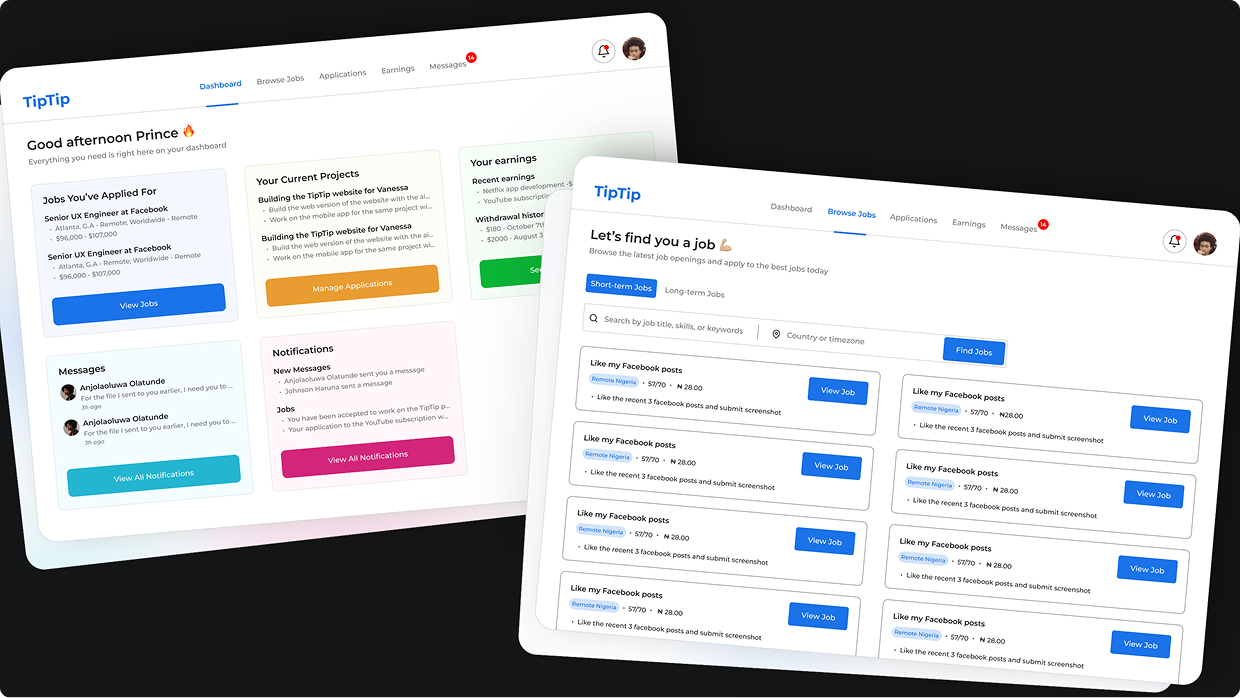 TipTip
Dashboard
Browse Jobs
Applications
Earnings
Messages
14
Good afternoon Prince 🔥
Everything you need is right here on your dashboard
Jobs You've Applied For
Senior UX Engineer at Facebook
• Atlanta, G.A - Remote; Worldwide - Remote
• $96,000 - $107,000
Senior UX Engineer at Facebook
• Atlanta, G.A - Remote; Worldwide - Remote
• $96,000 - $107,000
View Jobs
Your Current Projects
Building the TipTip website for Vanessa
• Build the web version of the website with the ai...
• Work on the mobile app for the same project wi...
Building the TipTip website for Vanessa
• Build the web version of the website with the ai...
• Work on the mobile app for the same project wi...
Manage Applications
Your earnings
Recent earnings
• Netflix app development -$
• YouTube subscriptio
Withdrawal histor
• $180 - October 7th
• $2000 - August 3
Se
Messages
Anjolaoluwa Olatunde
For the file I sent to you earlier, I need you to ...
3h ago
Anjolaoluwa Olatunde
For the file I sent to you earlier, I need you to ...
3h ago
View All Notifications
Notifications
New Messages
• Anjolaoluwa Olatunde sent you a message
• Johnson Haruna sent a message
Jobs
• You have been accepted to work on the TipTip p...
• Your application to the YouTube subscription w...
View All Notifications
TipTip
Dashboard
Browse Jobs
Applications
Earnings
Messages
14
Let's find you a job 💪🏼
Browse the latest job openings and apply to the best jobs today
Short-term Jobs
Long-term Jobs
Search by job title, skills, or keywords
Country or timezone
Find Jobs
Like my Facebook posts
Remote Nigeria • 57/70 • ₦ 28.00
• Like the recent 3 facebook posts and submit screenshot
View Job
Like my Facebook posts
Remote Nigeria • 57/70 • ₦28.00
• Like the recent 3 facebook posts and submit screenshot
View Job
Like my Facebook posts
Remote Nigeria • 57/70 • ₦ 28.00
• Like the recent 3 facebook posts and submit screenshot
View Job
Like my Facebook posts
Remote Nigeria • 57/70 • ₦ 28.00
• Like the recent 3 facebook posts and submit screenshot
View Job
Like my Facebook posts
Remote Nigeria • 57/70 • ₦ 28.00
• Like the recent 3 facebook posts and submit screenshot
View Job
Like my Facebook posts
Remote Nigeria • 57/70 • ₦ 28.00
• Like the recent 3 facebook posts and submit screenshot
View Job
Like my Facebook posts
Remote Nigeria • 57/70 • ₦ 28.00
• Like the recent 3 facebook posts and submit screenshot
View Job
Like my Facebook posts
Remote Nigeria • 57/70 • ₦ 28.00
• Like the recent 3 facebook posts and submit screenshot
View Job